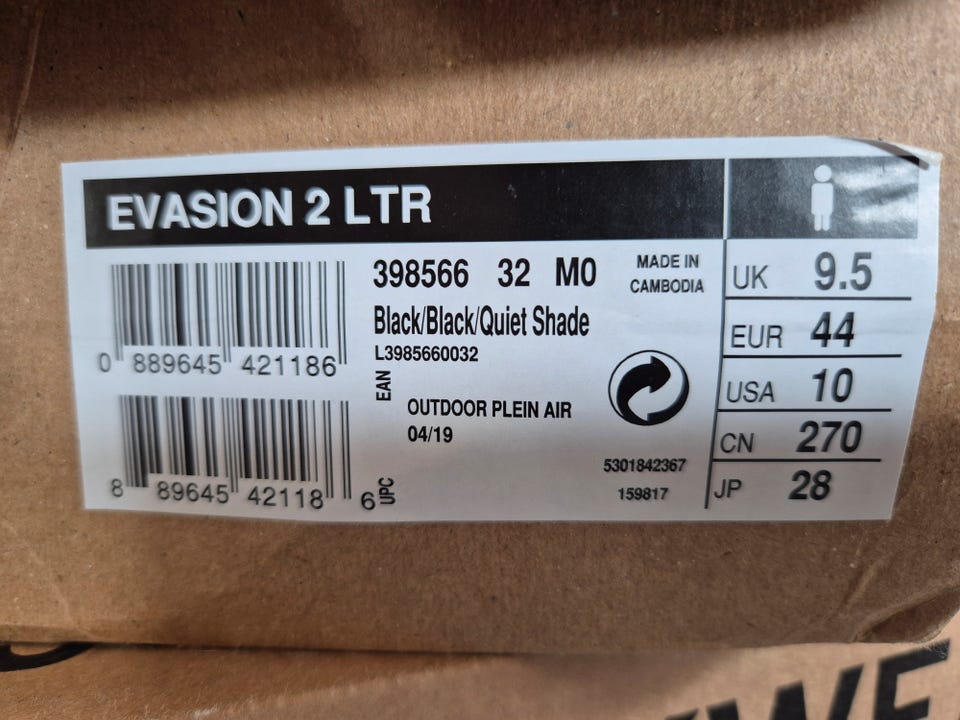 EVASION 2 LTR
398566 32 M0
Black/Black/Quiet Shade
L3985660032
0 889645 421186
EAN
OUTDOOR PLEIN AIR
04/19
8 89645 42118 6
UPC
MADE IN
CAMBODIA
5301842367
159817
UK 9.5
EUR 44
USA 10
CN 270
JP 28